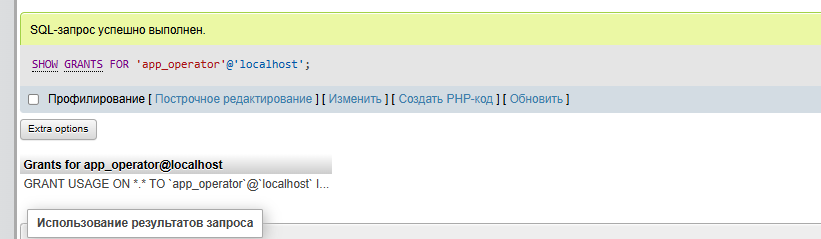 SQL-запрос успешно выполнен.
SHOW GRANTS FOR 'app_operator'@'localhost';
Профилирование [ Построчное редактирование ] [ Изменить ] [ Создать PHP-код ] [ Обновить ]
Extra options
Grants for app_operator@localhost
GRANT USAGE ON *.* TO `app_operator`@`localhost` I...
Использование результатов запроса